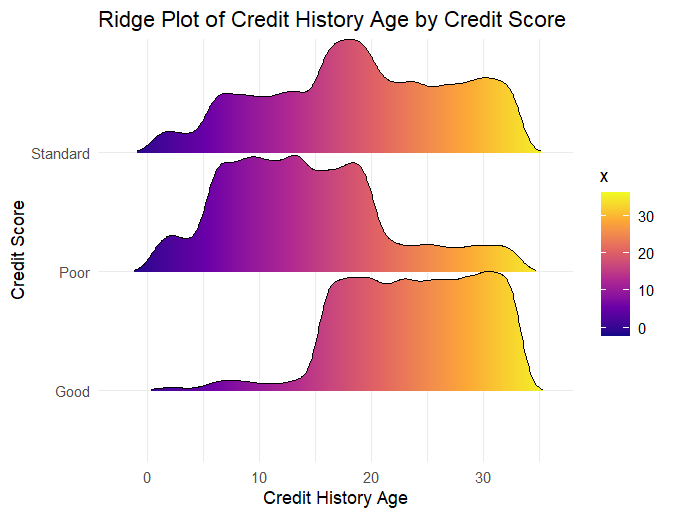 Ridge Plot of Credit History Age by Credit Score
Credit Score
Standard
Poor
Good
0 10 20 30
Credit History Age
x
30
20
10
0